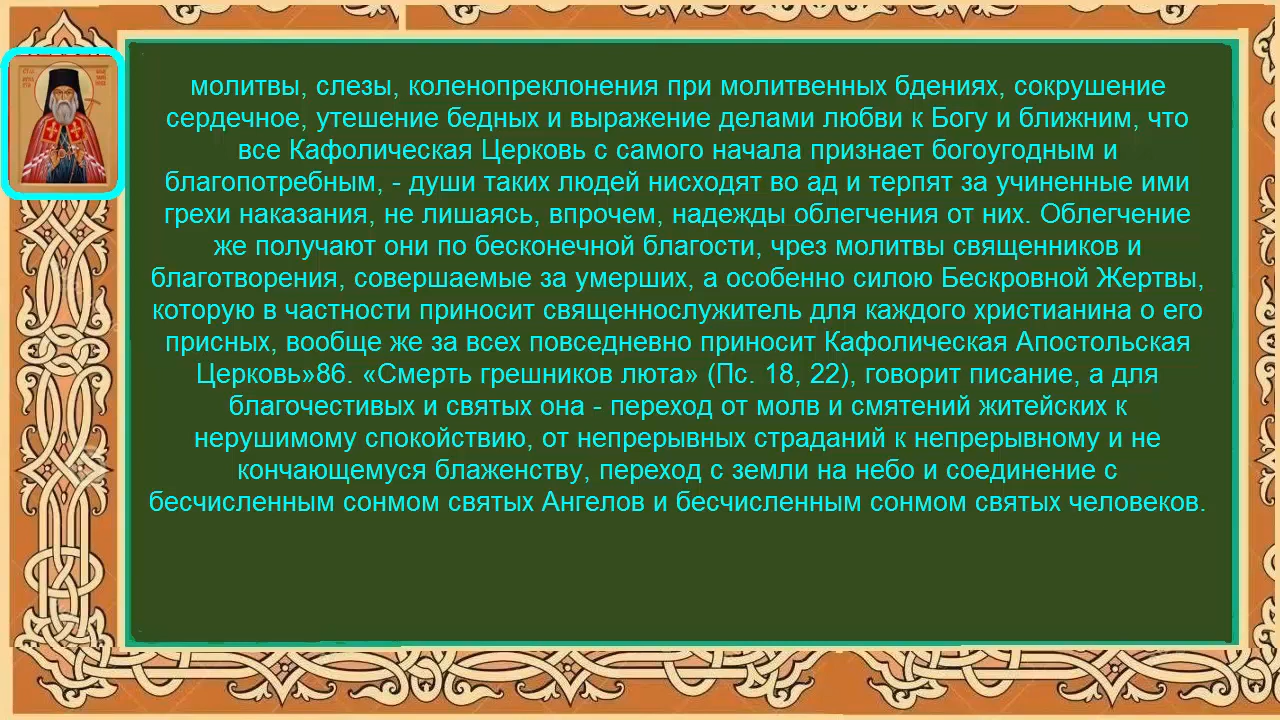 молитвы, слезы, коленопреклонения при молитвенных бдениях, сокрушение
сердечное, утешение бедных и выражение делами любви к Богу и ближним, что
все Кафолическая Церковь с самого начала признает богоугодным и
благопотребным, - души таких людей нисходят во ад и терпят за учиненные ими
грехи наказания, не лишаясь, впрочем, надежды облегчения от них. Облегчение
же получают они по бесконечной благости, чрез молитвы священников и
благотворения, совершаемые за умерших, а особенно силою Бескровной Жертвы,
которую в частности приносит священнослужитель для каждого христианина о его
присных, вообще же за всех повседневно приносит Кафолическая Апостольская
Церковь»86. «Смерть грешников люта» (Пс. 18, 22), говорит писание, а для
благочестивых и святых она - переход от молв и смятений житейских к
нерушимому спокойствию, от непрерывных страданий к непрерывному и не
кончающемуся блаженству, переход с земли на небо и соединение с
бесчисленным сонмом святых Ангелов и бесчисленным сонмом святых человеков.